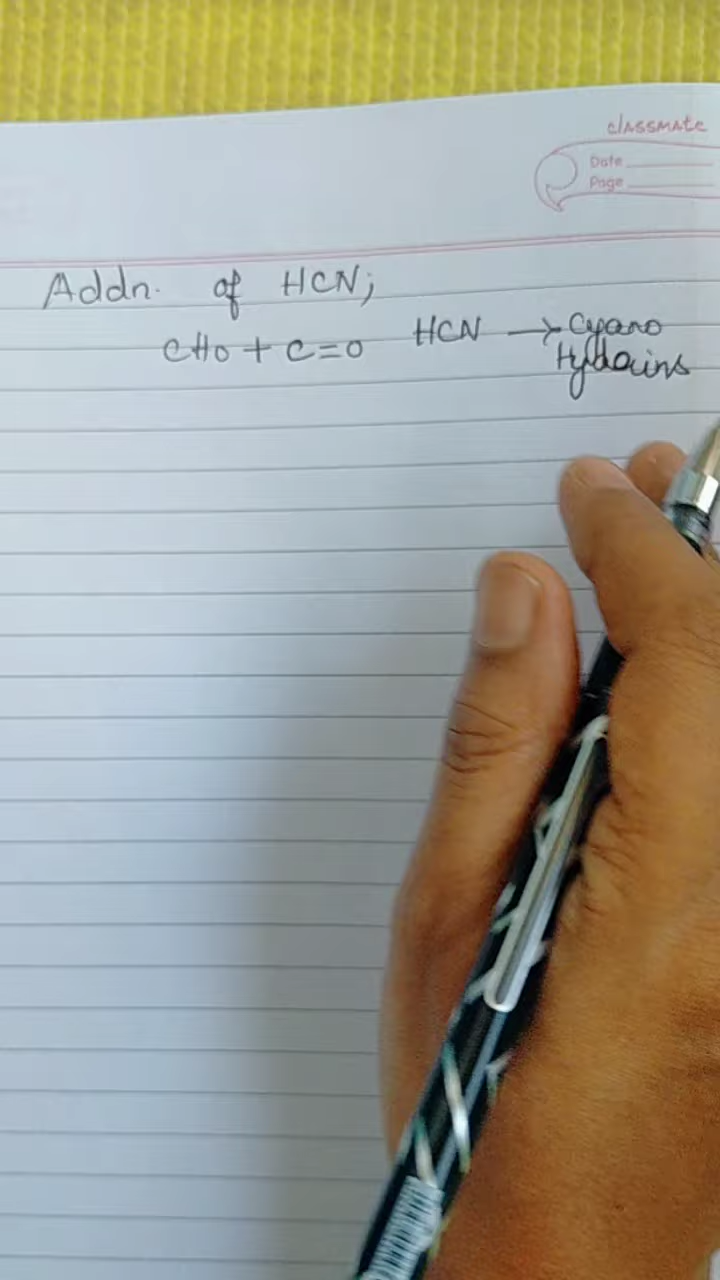 classmate
Date
Page
Addn. of HCN;
CHO + C=O HCN → Cyano
Hydrins